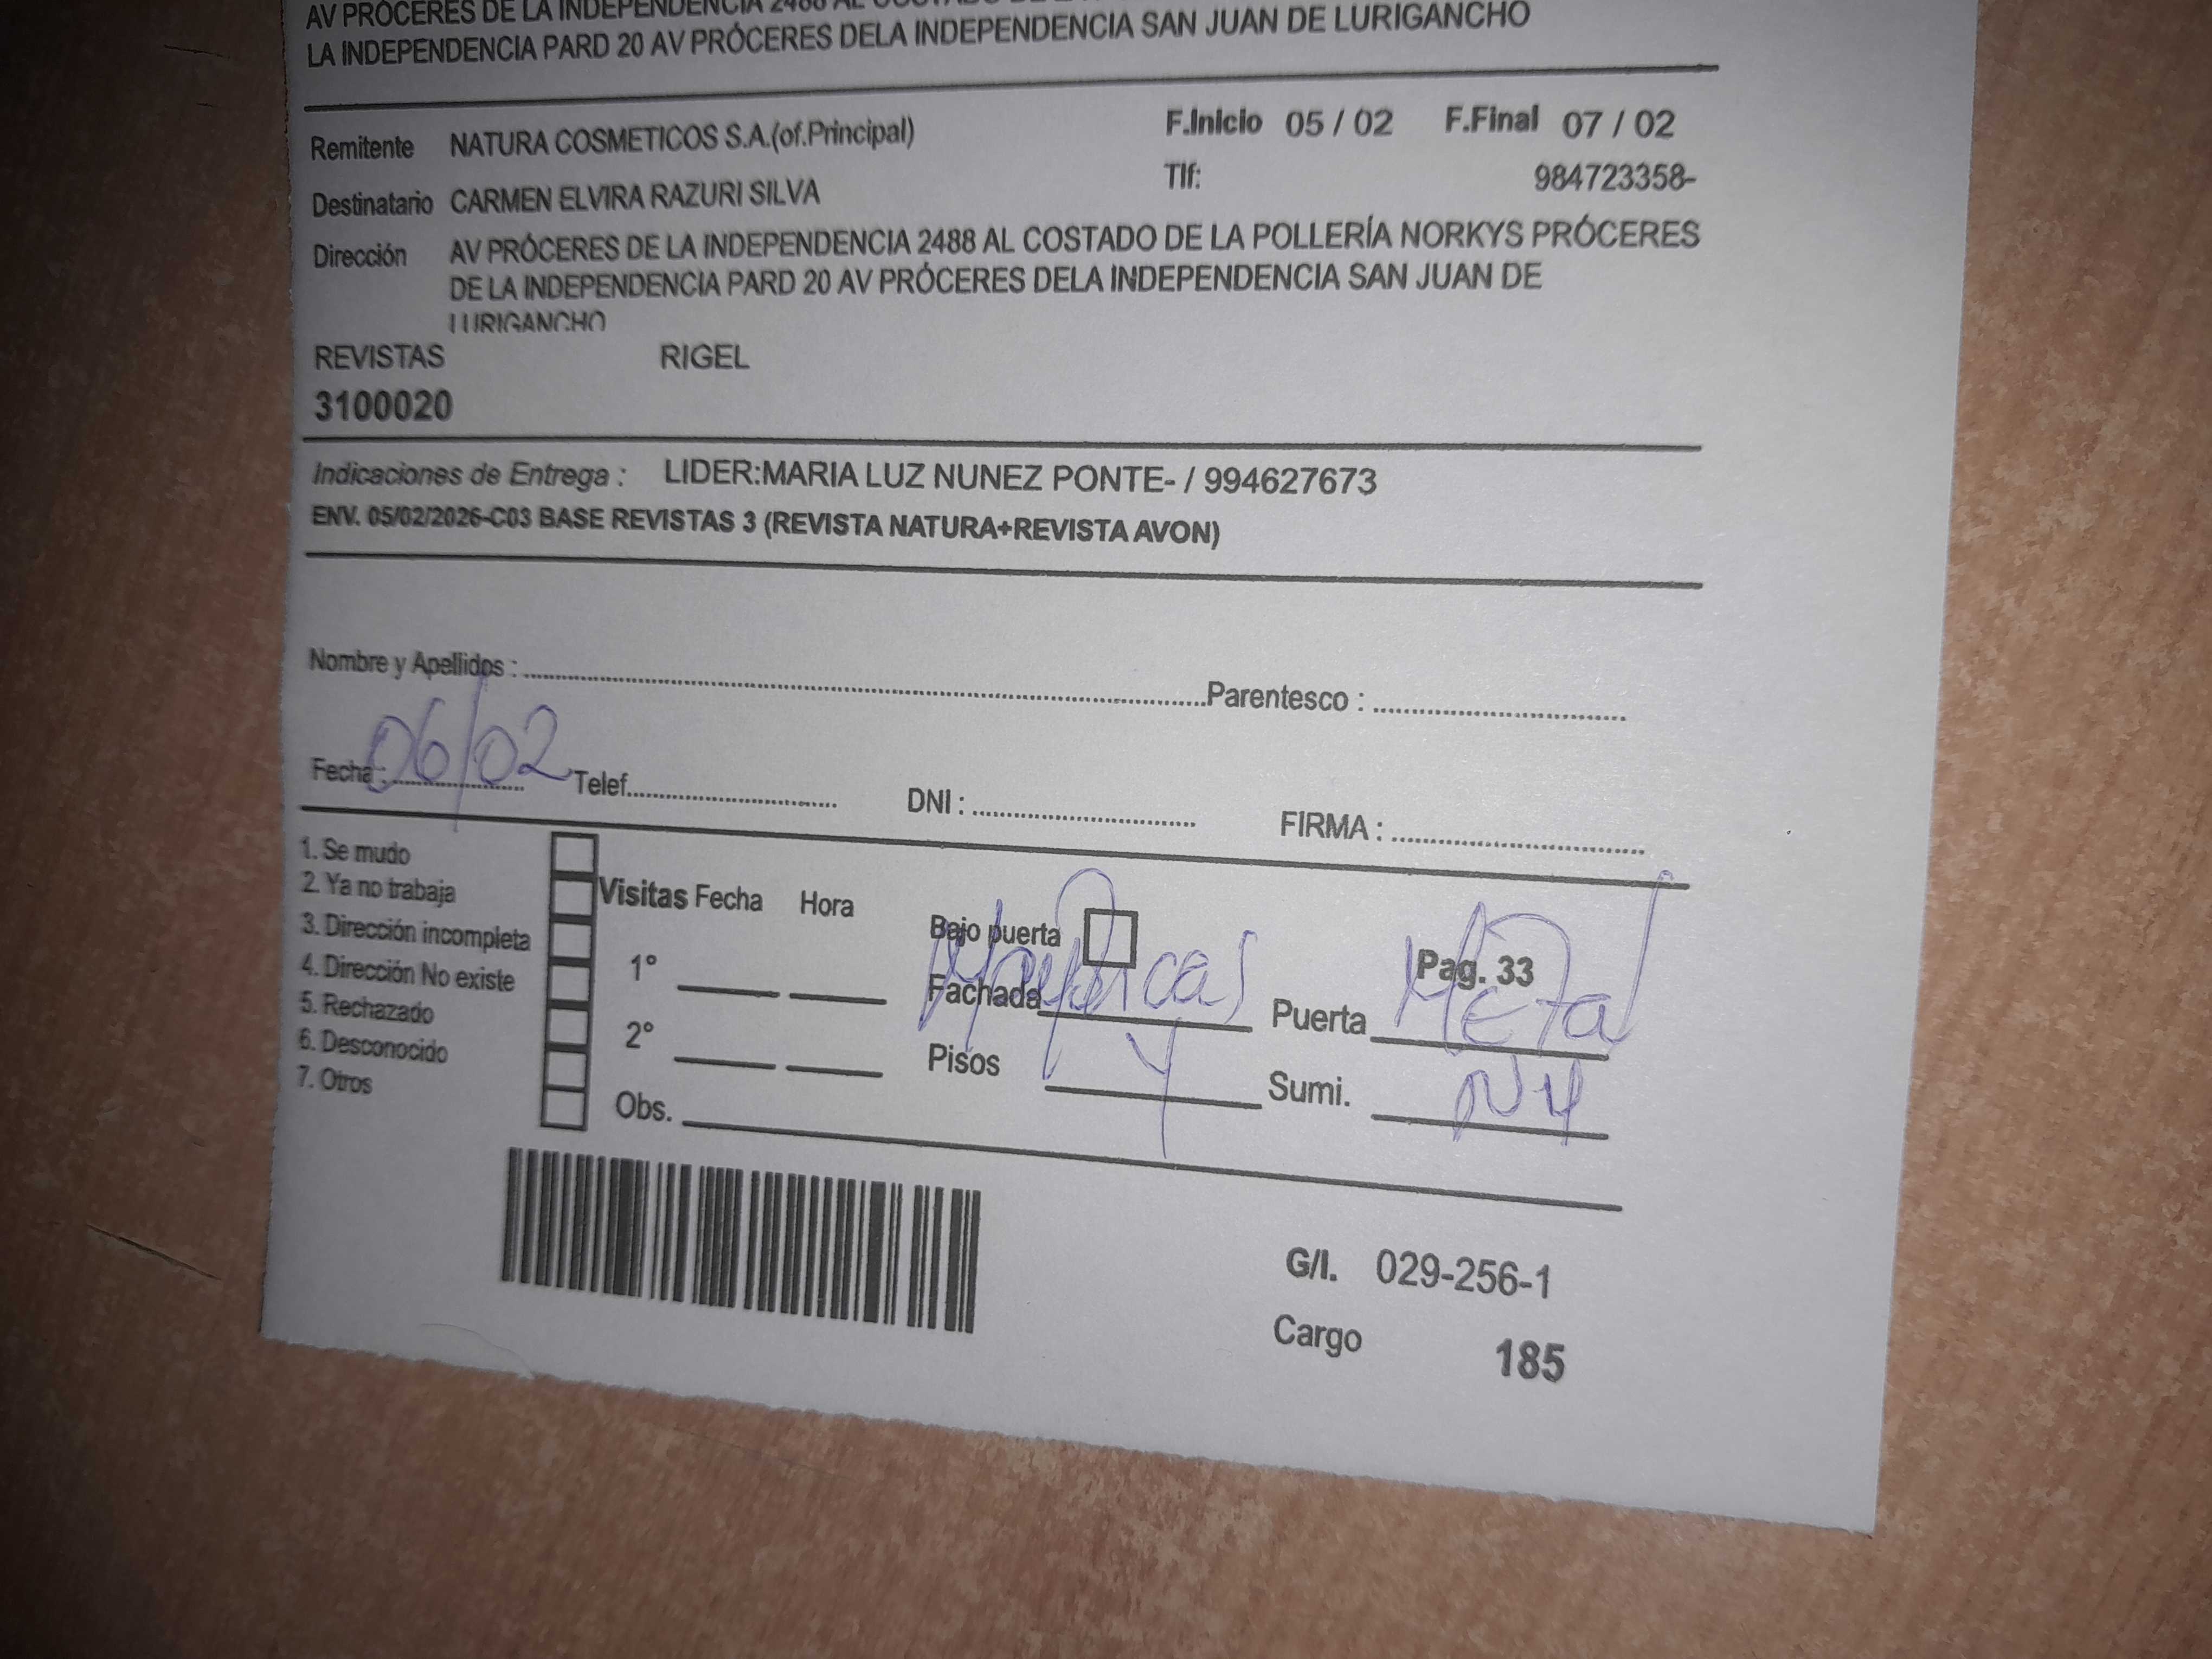 AV PRÓCERES DE LA INDEPENDENCIA 2488 AL COSTADO DE
LA INDEPENDENCIA PARD 20 AV PRÓCERES DELA INDEPENDENCIA SAN JUAN DE LURIGANCHO
Remitente NATURA COSMETICOS S.A.(of.Principal) F.Inicio 05 / 02 F.Final 07 / 02
Destinatario CARMEN ELVIRA RAZURI SILVA Tlf: 984723358-
Dirección AV PRÓCERES DE LA INDEPENDENCIA 2488 AL COSTADO DE LA POLLERÍA NORKYS PRÓCERES
DE LA INDEPENDENCIA PARD 20 AV PRÓCERES DELA INDEPENDENCIA SAN JUAN DE
LURIGANCHO
REVISTAS RIGEL
3100020
Indicaciones de Entrega : LIDER:MARIA LUZ NUNEZ PONTE- / 994627673
ENV. 05/02/2026-C03 BASE REVISTAS 3 (REVISTA NATURA+REVISTA AVON)
Nombre y Apellidos : Parentesco :
Fecha : 06/02 Telef. DNI : FIRMA :
1. Se mudo
2. Ya no trabaja
3. Dirección incompleta
4. Dirección No existe
5. Rechazado
6. Desconocido
7. Otros
Visitas Fecha Hora
1°
2°
Obs.
Bajo puerta Pag. 33
Fachada Puerta Metal
Pisos 4 Sumi. N4
G/I. 029-256-1
Cargo 185